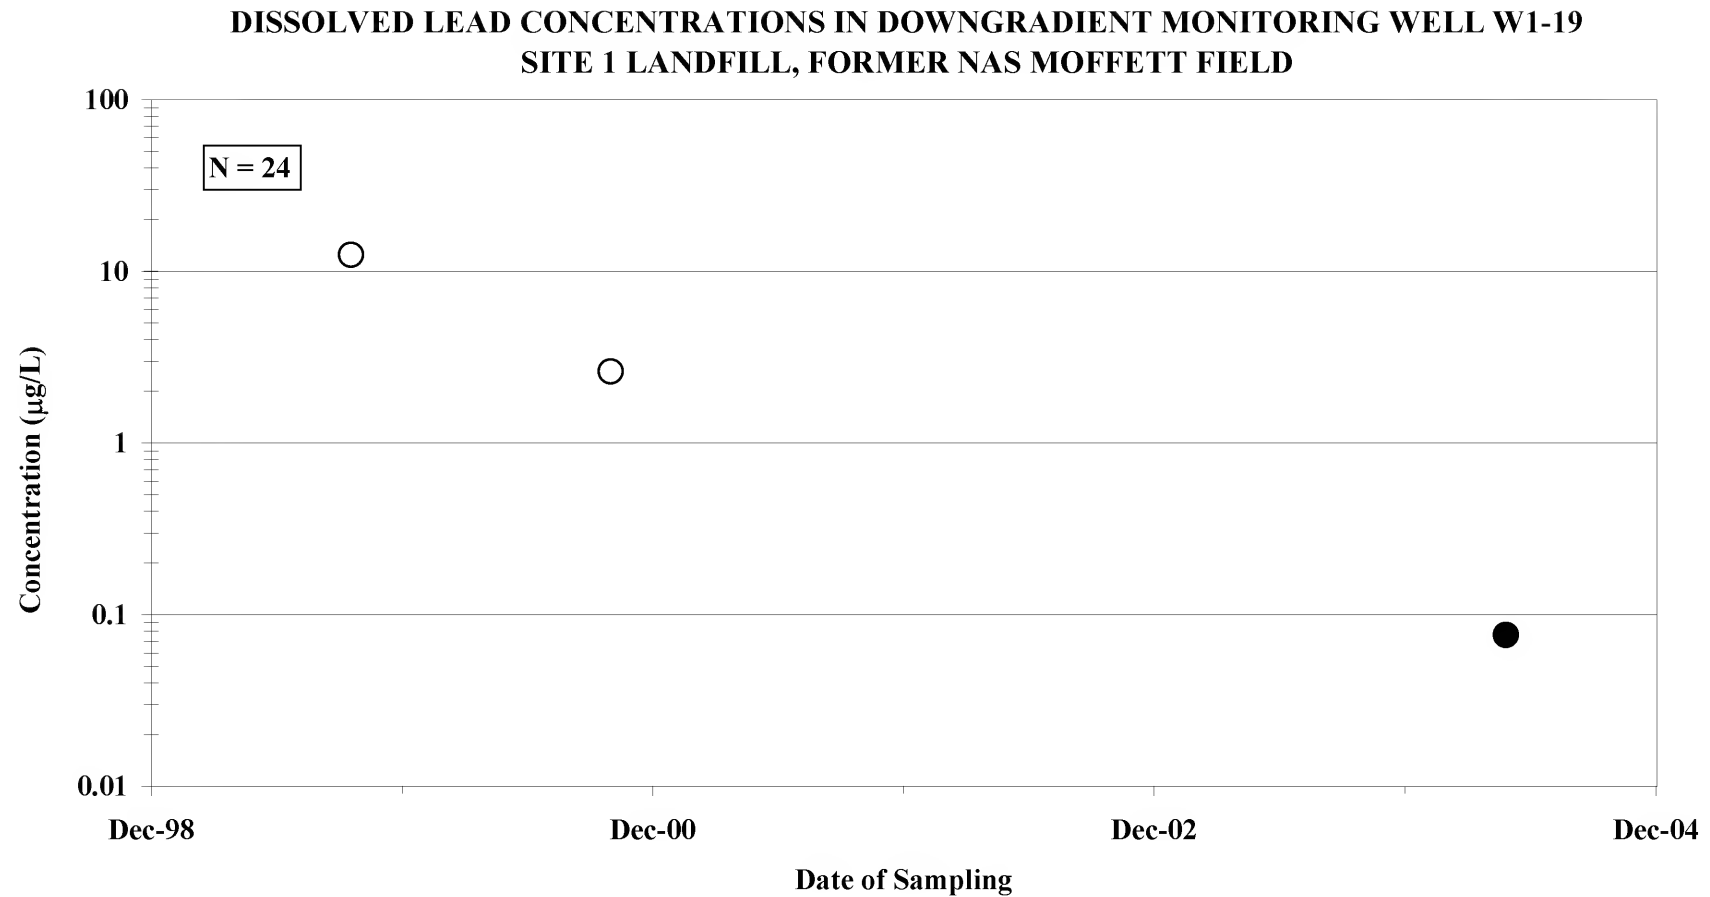 DISSOLVED LEAD CONCENTRATIONS IN DOWNGRADIENT MONITORING WELL W1-19
SITE 1 LANDFILL, FORMER NAS MOFFETT FIELD
100
N = 24
10
1
0.1
0.01
Concentration (µg/L)
Dec-98 Dec-00 Dec-02 Dec-04
Date of Sampling